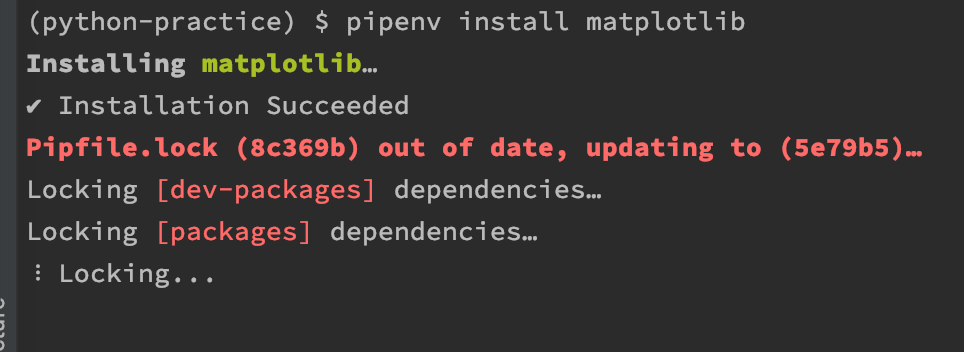 (python-practice) $ pipenv install matplotlib
Installing matplotlib…
✔ Installation Succeeded
Pipfile.lock (8c369b) out of date, updating to (5e79b5)…
Locking [dev-packages] dependencies…
Locking [packages] dependencies…
⠸ Locking...